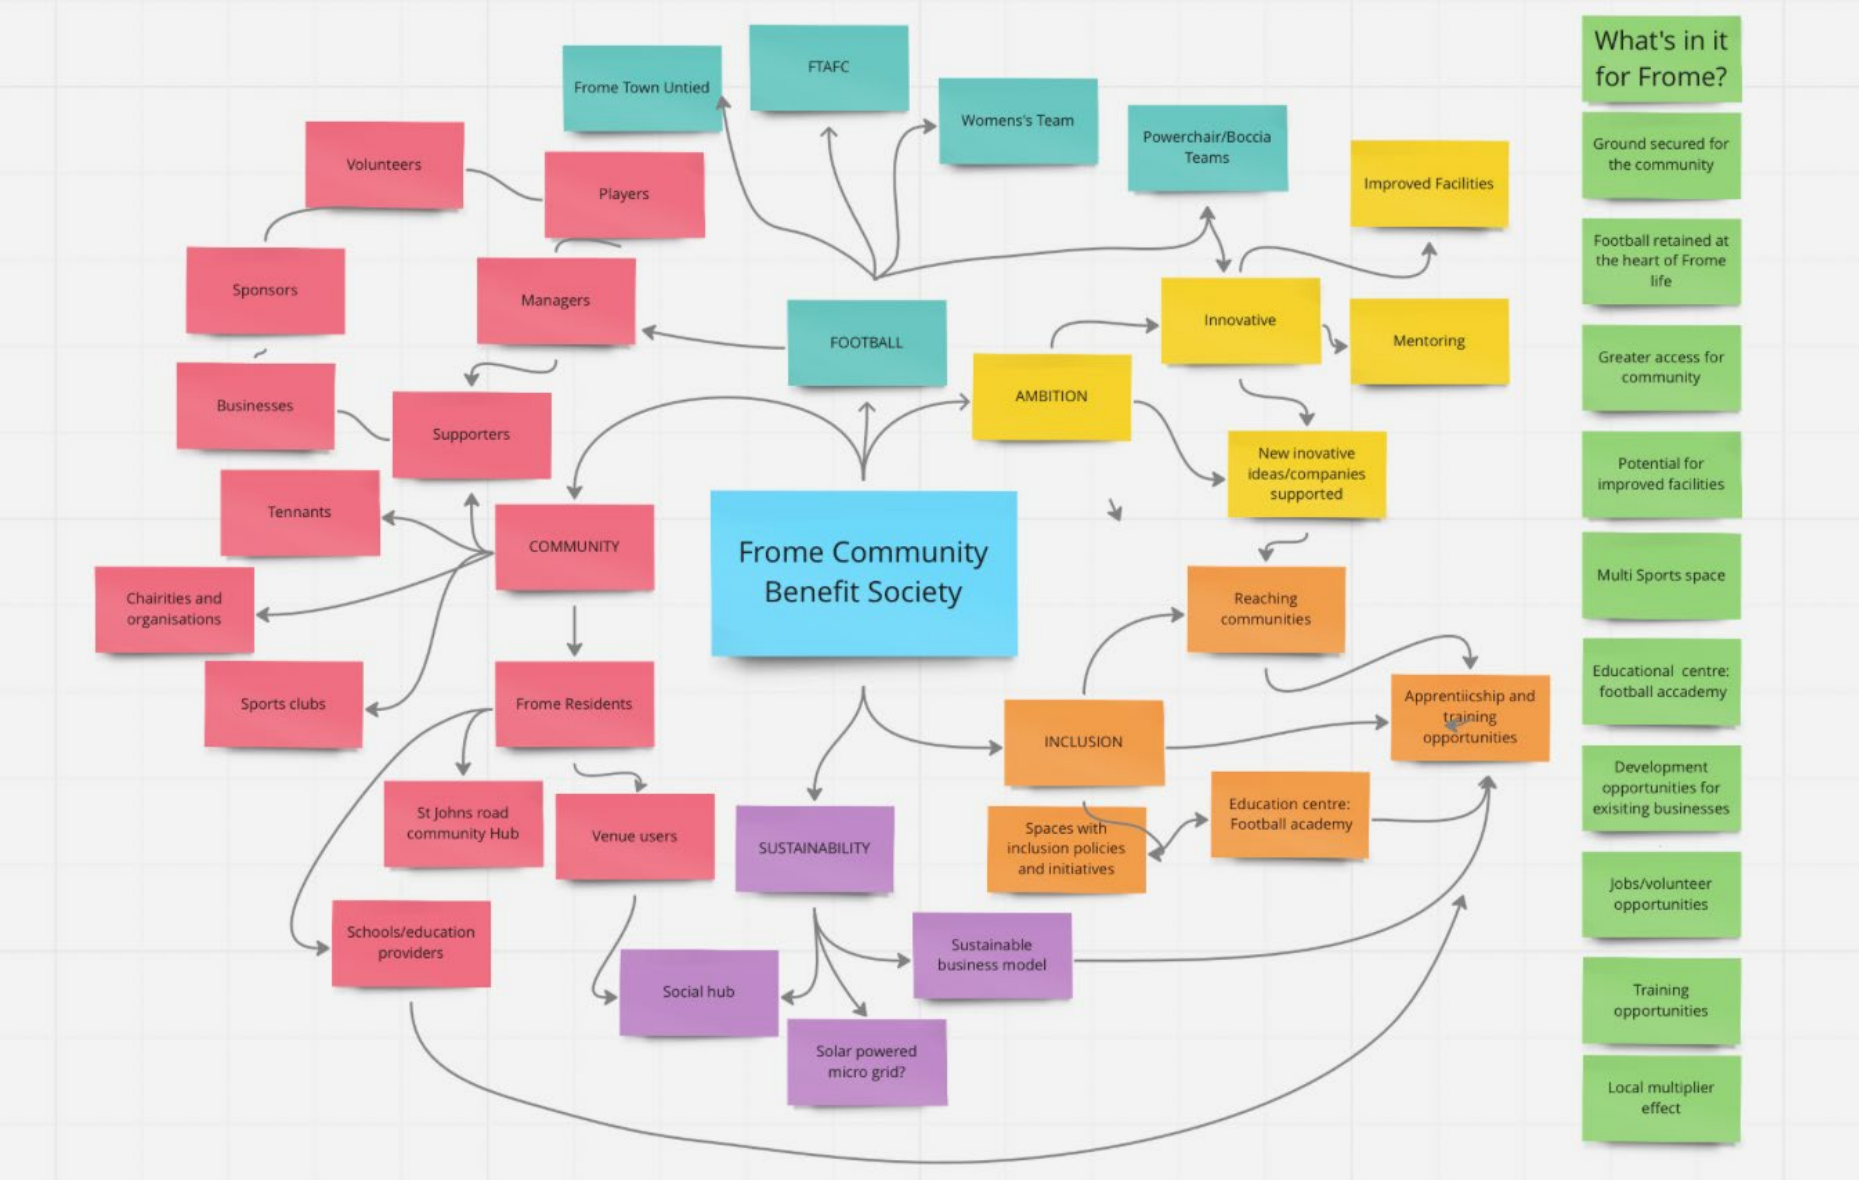 Frome Town Untied
FTAFC
Womens's Team
Powerchair/Boccia
Teams
Volunteers
Players
Improved Facilities
Sponsors
Managers
FOOTBALL
Innovative
Mentoring
AMBITION
Businesses
Supporters
New inovative
ideas/companies
supported
Tennants
COMMUNITY
Frome Community
Benefit Society
Chairities and
organisations
Reaching
communities
Sports clubs
Frome Residents
INCLUSION
Apprentiicship and
training
opportunities
St Johns road
community Hub
Venue users
SUSTAINABILITY
Spaces with
inclusion policies
and initiatives
Education centre:
Football academy
Schools/education
providers
Social hub
Sustainable
business model
Solar powered
micro grid?
What's in it
for Frome?
Ground secured for
the community
Football retained at
the heart of Frome
life
Greater access for
community
Potential for
improved facilities
Multi Sports space
Educational centre:
football accademy
Development
opportunities for
exisiting businesses
Jobs/volunteer
opportunities
Training
opportunities
Local multiplier
effect